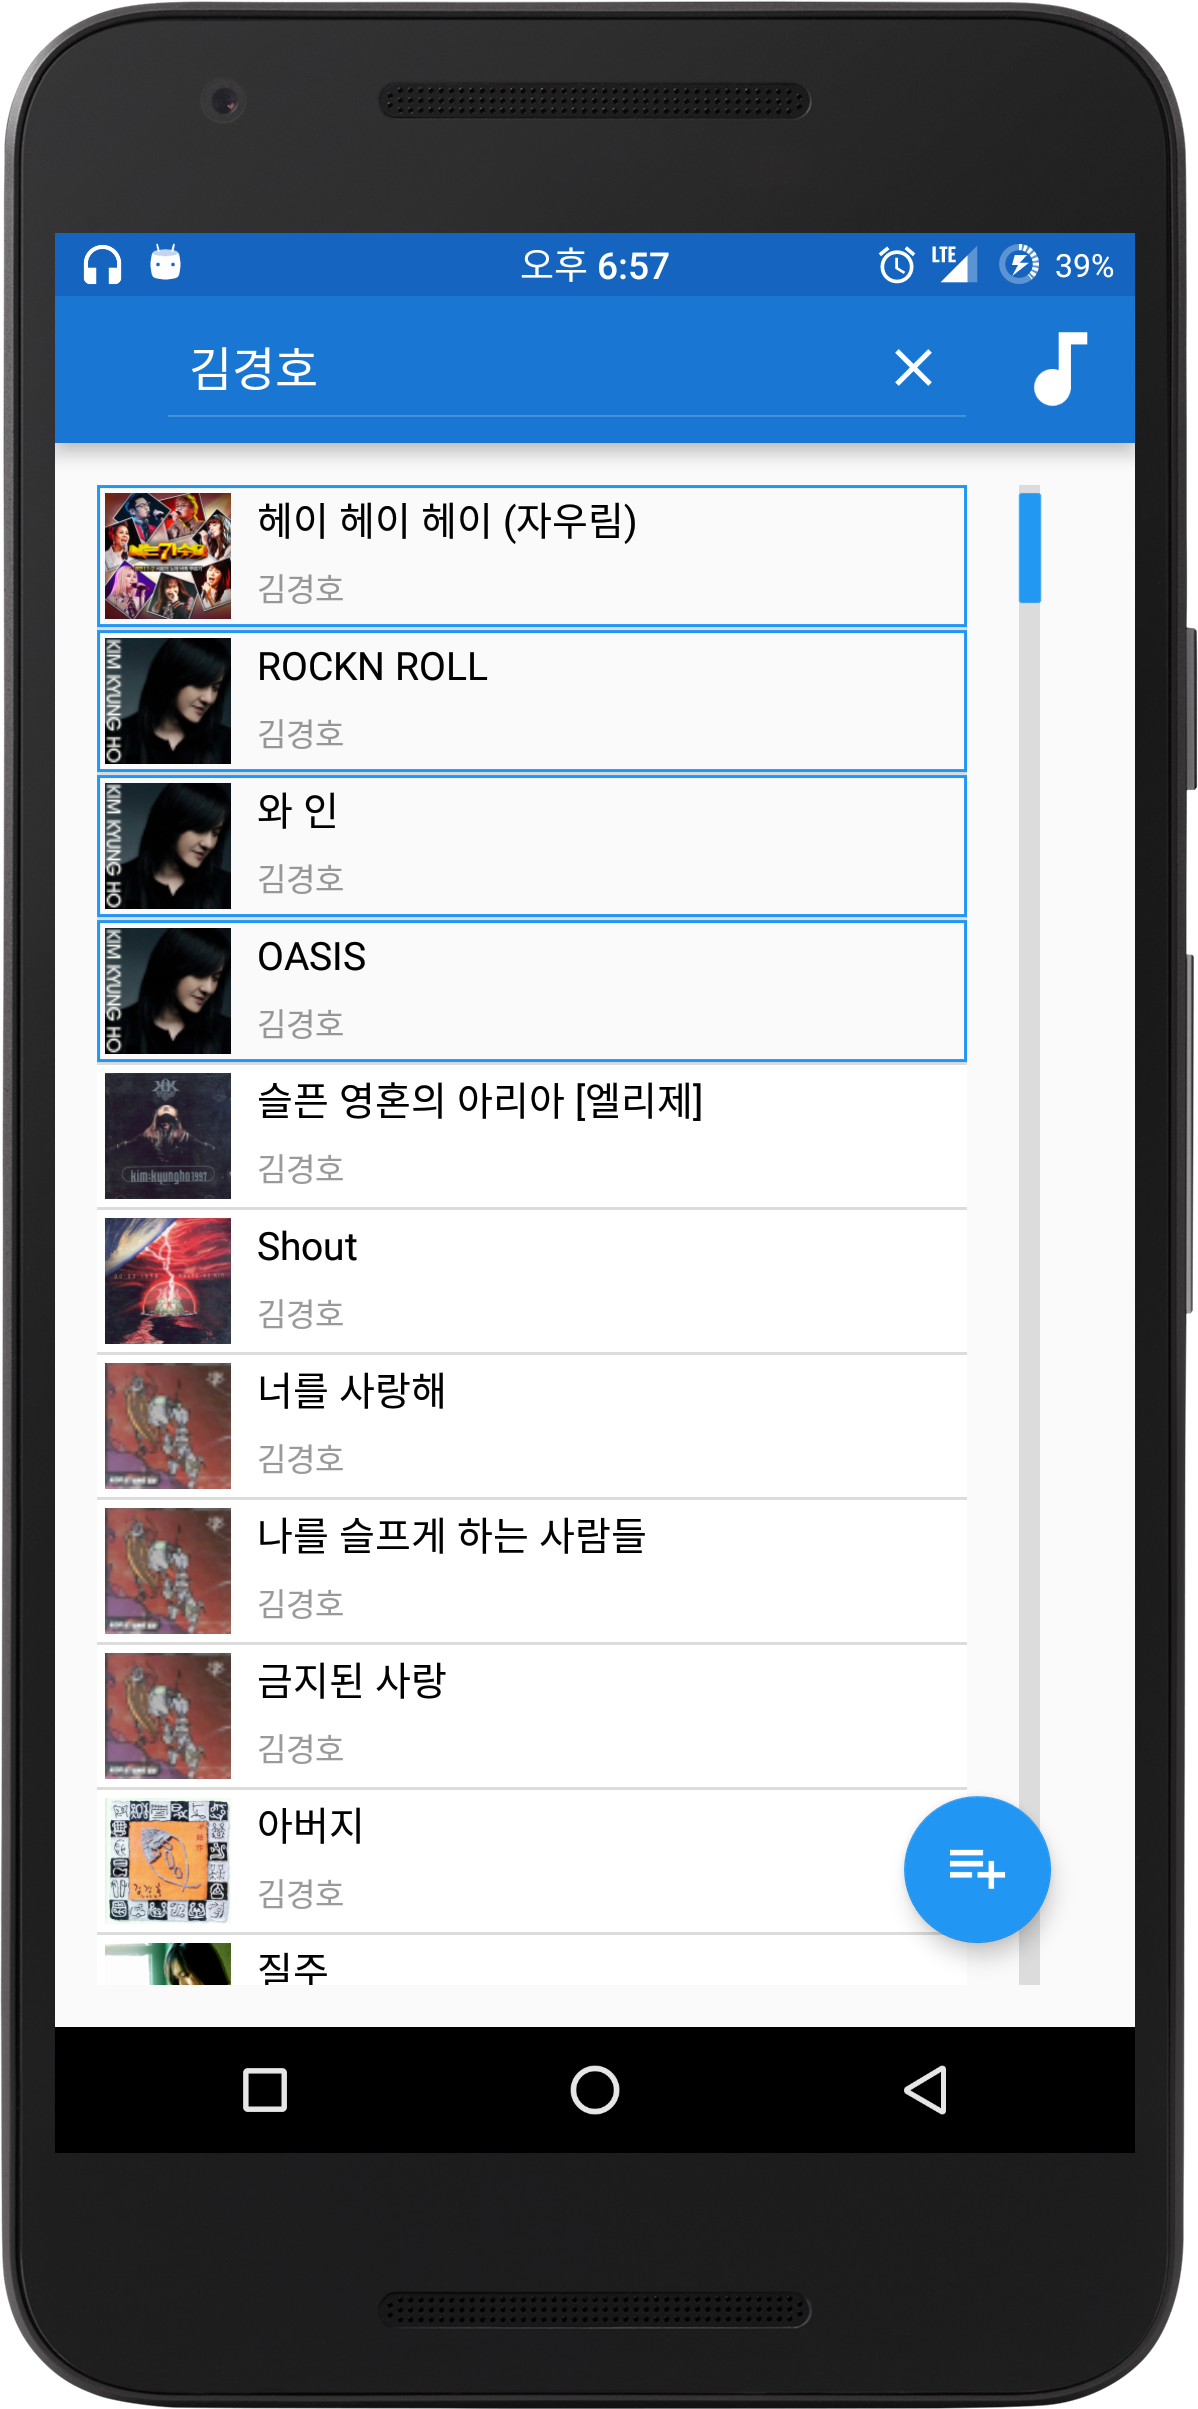 오후 6:57
LTE
39%
김경호
헤이 헤이 헤이 (자우림)
김경호
KIM KYUNG HO
ROCKN ROLL
김경호
KIM KYUNG HO
와 인
김경호
KIM KYUNG HO
OASIS
김경호
슬픈 영혼의 아리아 [엘리제]
김경호
kim:kyungho1997
Shout
김경호
너를 사랑해
김경호
나를 슬프게 하는 사람들
김경호
금지된 사랑
김경호
아버지
김경호
질주